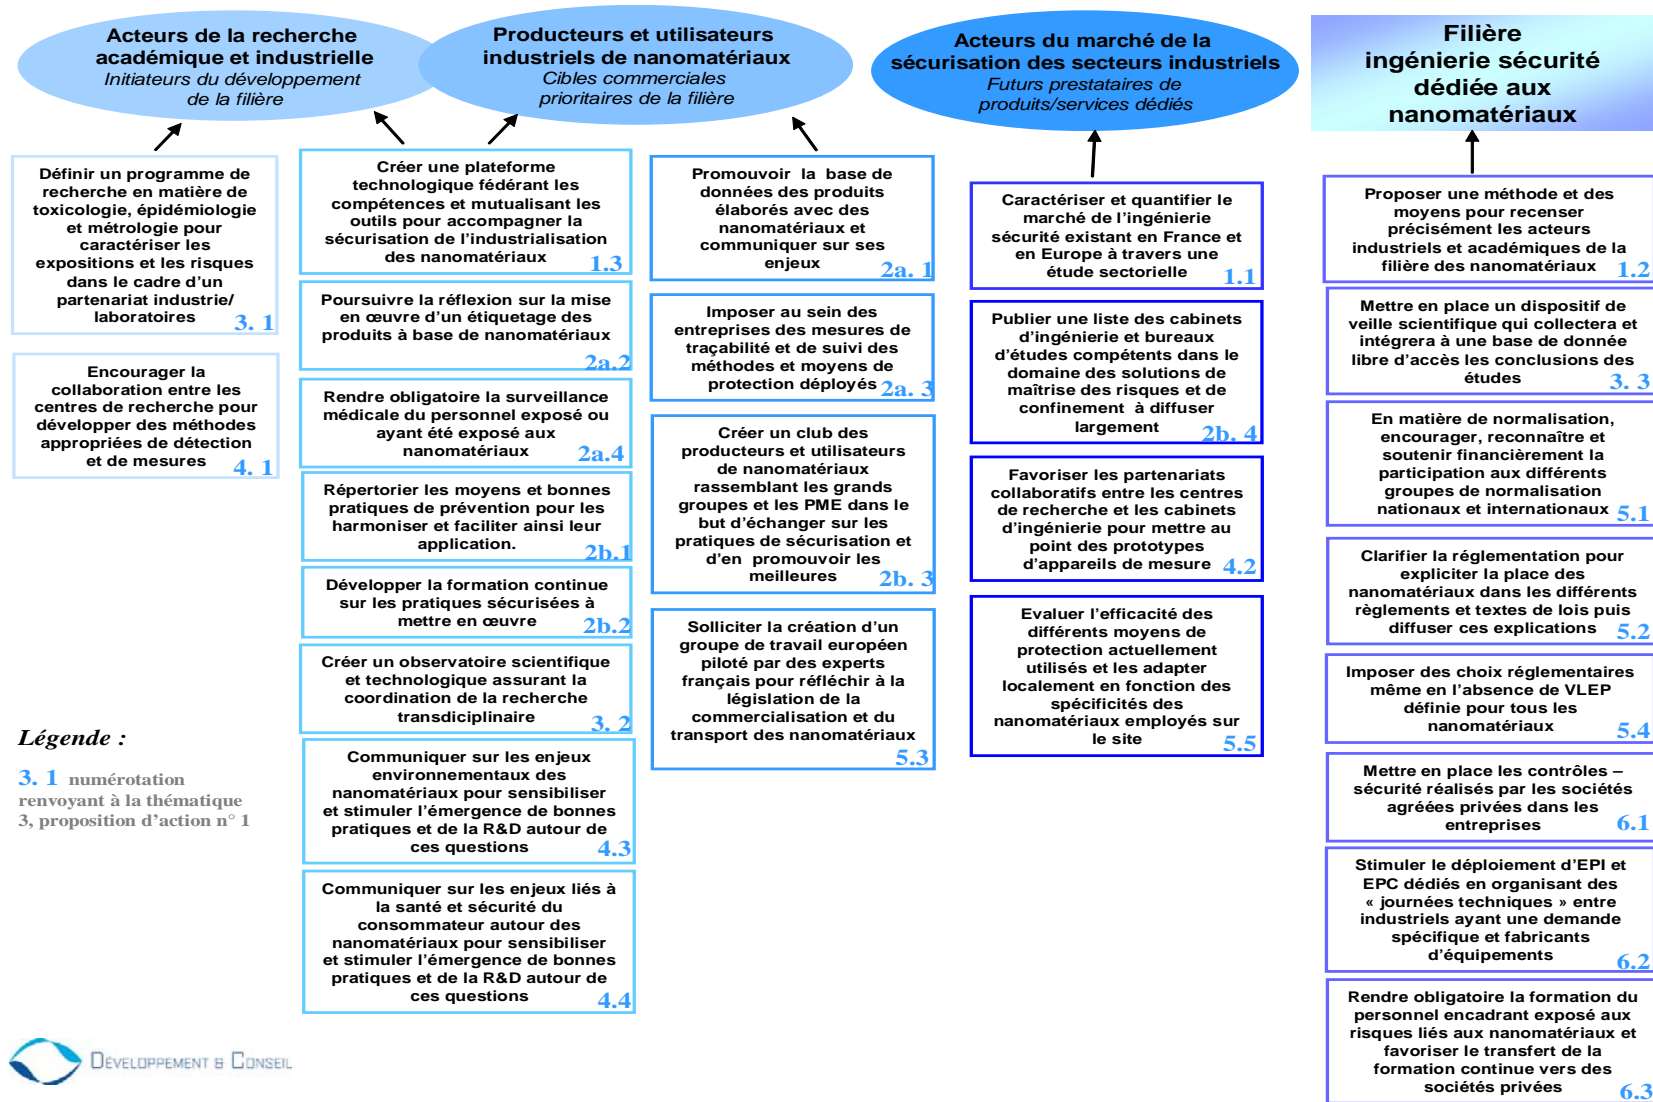 Acteurs de la recherche
académique et industrielle
Initiateurs du développement
de la filière
Producteurs et utilisateurs
industriels de nanomatériaux
Cibles commerciales
prioritaires de la filière
Acteurs du marché de la
sécurisation des secteurs industriels
Futurs prestataires de
produits/services dédiés
Filière
ingénierie sécurité
dédiée aux
nanomatériaux
Définir un programme de
recherche en matière de
toxicologie, épidémiologie
et métrologie pour
caractériser les
expositions et les risques
dans le cadre d'un
partenariat industrie/
laboratoires 3. 1
Encourager la
collaboration entre les
centres de recherche pour
développer des méthodes
appropriées de détection
et de mesures 4. 1
Légende :
3. 1 numérotation
renvoyant à la thématique
3, proposition d'action n° 1
Créer une plateforme
technologique fédérant les
compétences et mutualisant les
outils pour accompagner la
sécurisation de l'industrialisation
des nanomatériaux 1.3
Poursuivre la réflexion sur la mise
en œuvre d'un étiquetage des
produits à base de nanomatériaux
2a.2
Rendre obligatoire la surveillance
médicale du personnel exposé ou
ayant été exposé aux
nanomatériaux 2a.4
Répertorier les moyens et bonnes
pratiques de prévention pour les
harmoniser et faciliter ainsi leur
application. 2b.1
Développer la formation continue
sur les pratiques sécurisées à
mettre en œuvre 2b.2
Créer un observatoire scientifique
et technologique assurant la
coordination de la recherche
transdiciplinaire 3. 2
Communiquer sur les enjeux
environnementaux des
nanomatériaux pour sensibiliser
et stimuler l'émergence de bonnes
pratiques et de la R&D autour de
ces questions 4.3
Communiquer sur les enjeux liés à
la santé et sécurité du
consommateur autour des
nanomatériaux pour sensibiliser
et stimuler l'émergence de bonnes
pratiques et de la R&D autour de
ces questions 4.4
Promouvoir la base de
données des produits
élaborés avec des
nanomatériaux et
communiquer sur ses
enjeux 2a. 1
Imposer au sein des
entreprises des mesures de
traçabilité et de suivi des
méthodes et moyens de
protection déployés 2a. 3
Créer un club des
producteurs et utilisateurs
de nanomatériaux
rassemblant les grands
groupes et les PME dans le
but d'échanger sur les
pratiques de sécurisation et
d'en promouvoir les
meilleures 2b. 3
Solliciter la création d'un
groupe de travail européen
piloté par des experts
français pour réfléchir à la
législation de la
commercialisation et du
transport des nanomatériaux
5.3
Caractériser et quantifier le
marché de l'ingénierie
sécurité existant en France et
en Europe à travers une
étude sectorielle 1.1
Publier une liste des cabinets
d'ingénierie et bureaux
d'études compétents dans le
domaine des solutions de
maîtrise des risques et de
confinement à diffuser
largement 2b. 4
Favoriser les partenariats
collaboratifs entre les centres
de recherche et les cabinets
d'ingénierie pour mettre au
point des prototypes
d'appareils de mesure 4.2
Evaluer l'efficacité des
différents moyens de
protection actuellement
utilisés et les adapter
localement en fonction des
spécificités des
nanomatériaux employés sur
le site 5.5
Proposer une méthode et des
moyens pour recenser
précisément les acteurs
industriels et académiques de la
filière des nanomatériaux 1.2
Mettre en place un dispositif de
veille scientifique qui collectera et
intégrera à une base de donnée
libre d'accès les conclusions des
études 3. 3
En matière de normalisation,
encourager, reconnaître et
soutenir financièrement la
participation aux différents
groupes de normalisation
nationaux et internationaux 5.1
Clarifier la réglementation pour
expliciter la place des
nanomatériaux dans les différents
règlements et textes de lois puis
diffuser ces explications 5.2
Imposer des choix réglementaires
même en l'absence de VLEP
définie pour tous les
nanomatériaux 5.4
Mettre en place les contrôles –
sécurité réalisés par les sociétés
agréées privées dans les
entreprises 6.1
Stimuler le déploiement d'EPI et
EPC dédiés en organisant des
« journées techniques » entre
industriels ayant une demande
spécifique et fabricants
d'équipements 6.2
Rendre obligatoire la formation du
personnel encadrant exposé aux
risques liés aux nanomatériaux et
favoriser le transfert de la
formation continue vers des
sociétés privées 6.3
DÉVELOPPEMENT & CONSEIL